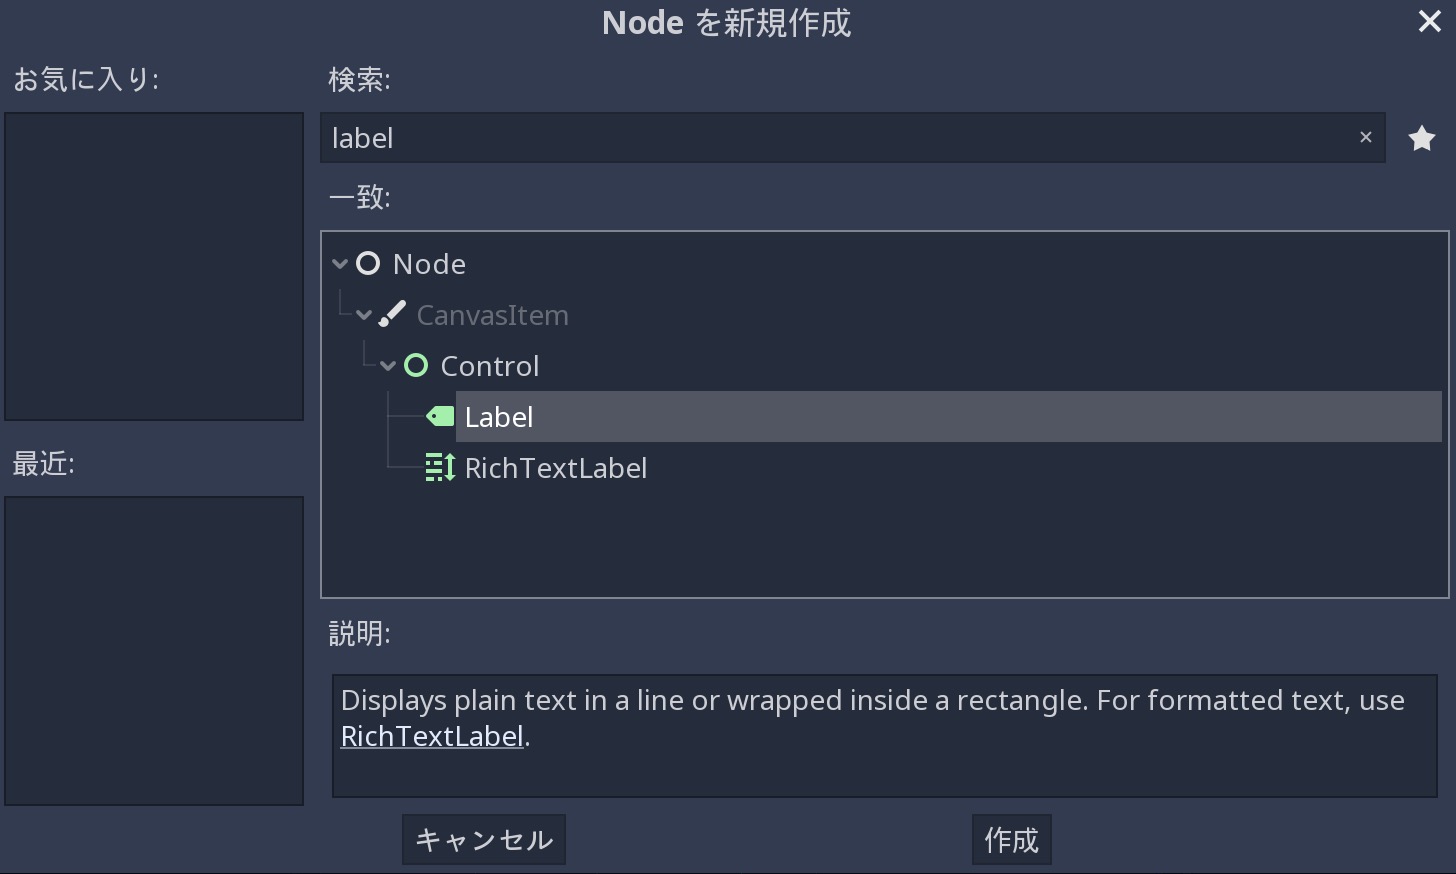 Node を新規作成
お気に入り:
検索:
label
一致:
Node
CanvasItem
Control
Label
RichTextLabel
最近:
説明:
Displays plain text in a line or wrapped inside a rectangle. For formatted text, use
RichTextLabel.
キャンセル
作成